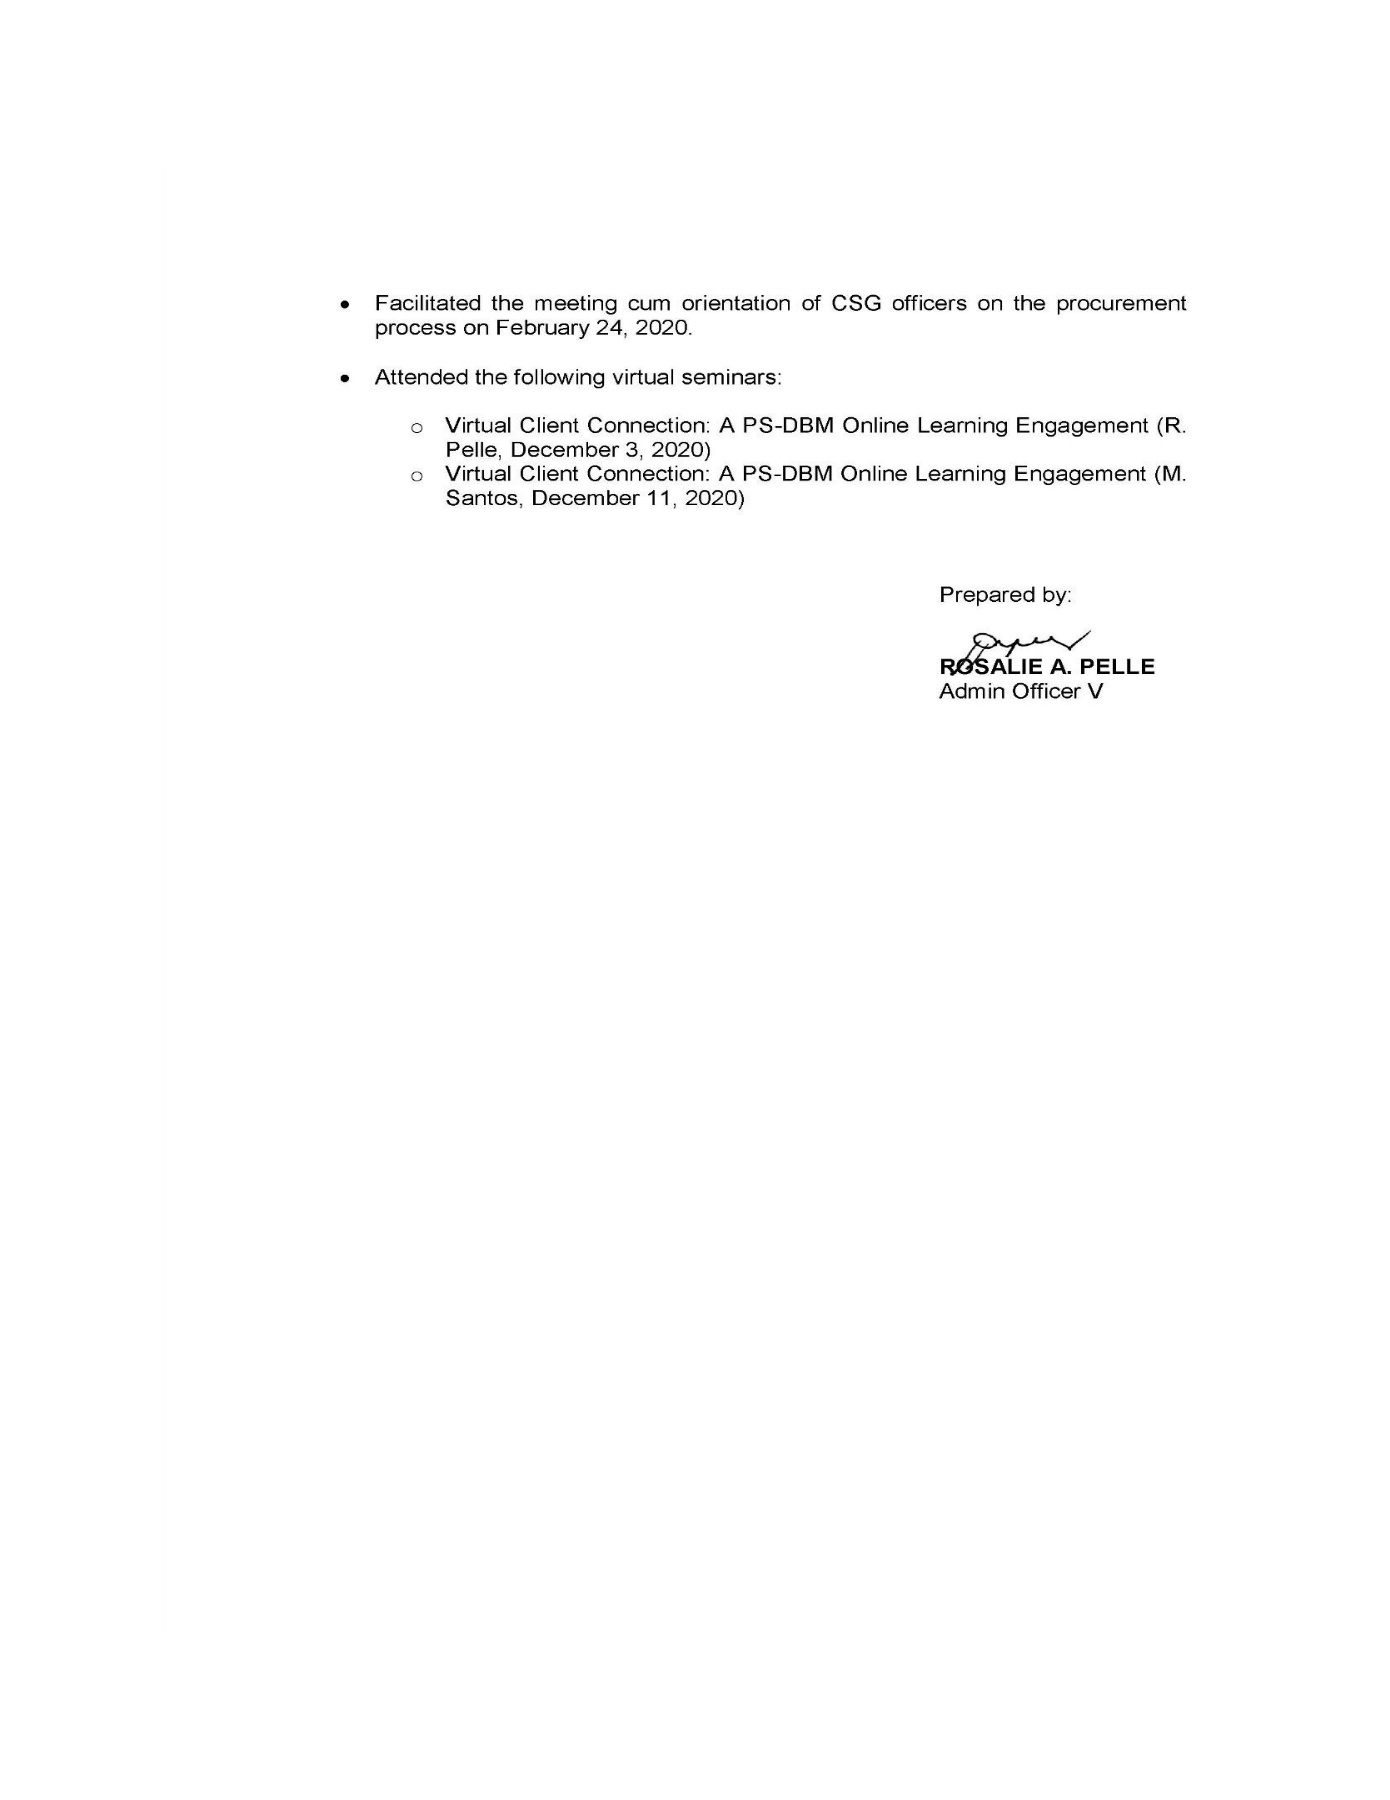 • Facilitated the meeting cum orientation of CSG officers on the procurement
process on February 24, 2020.
• Attended the following virtual seminars:
o Virtual Client Connection: A PS-DBM Online Learning Engagement (R.
Pelle, December 3, 2020)
o Virtual Client Connection: A PS-DBM Online Learning Engagement (M.
Santos, December 11, 2020)
Prepared by:
ROSALIE A. PELLE
Admin Officer V